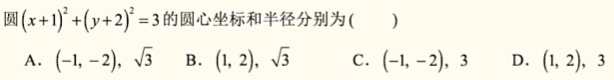 圆(x+1)²+(y+2)²=3的圆心坐标和半径分别为( )
A. (-1, -2), √3 B. (1, 2), √3 C. (-1, -2), 3 D. (1, 2), 3